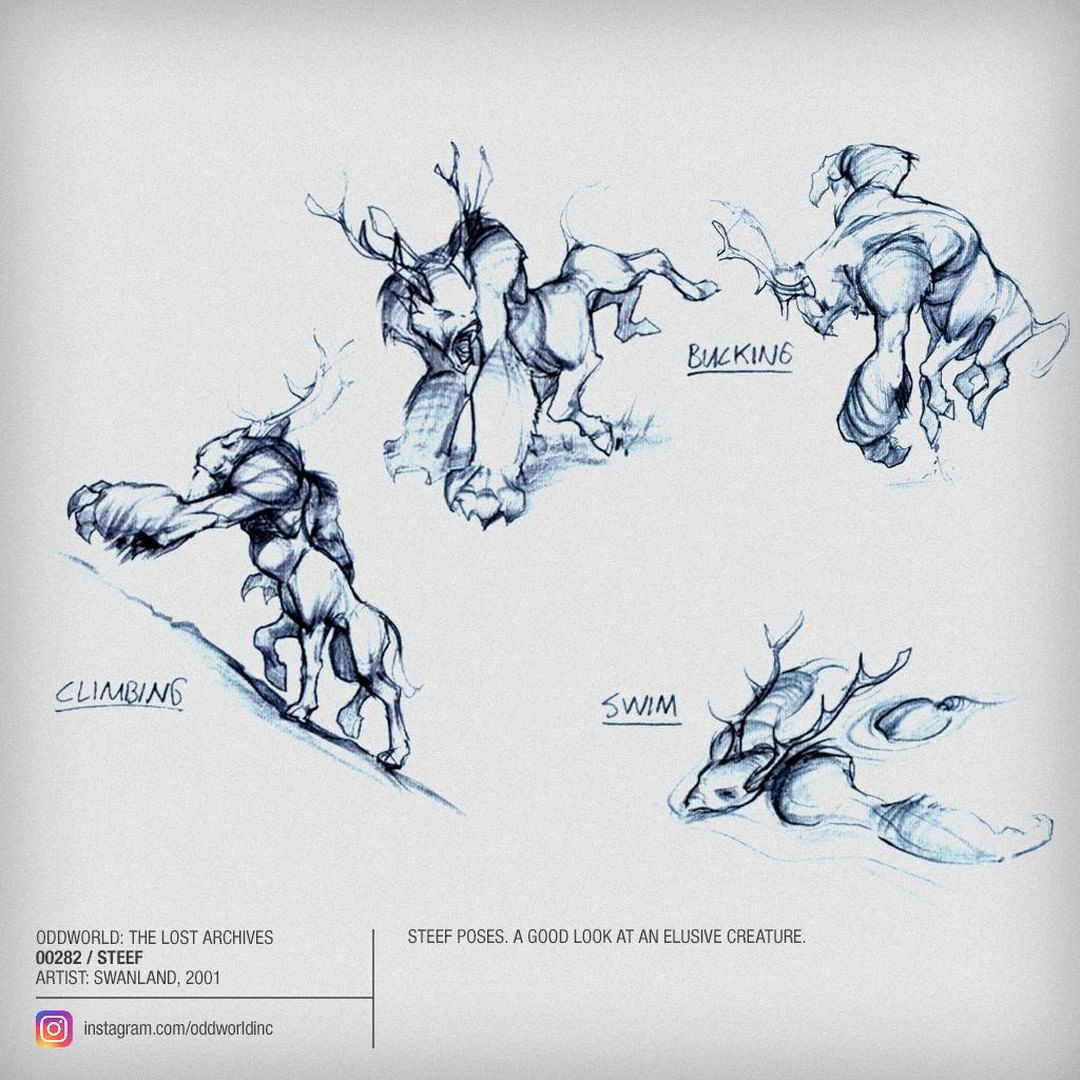 BUCKING
CLIMBING
SWIM
ODDWORLD: THE LOST ARCHIVES
00282 / STEEF
ARTIST: SWANLAND, 2001
instagram.com/oddworldinc
STEEF POSES. A GOOD LOOK AT AN ELUSIVE CREATURE.